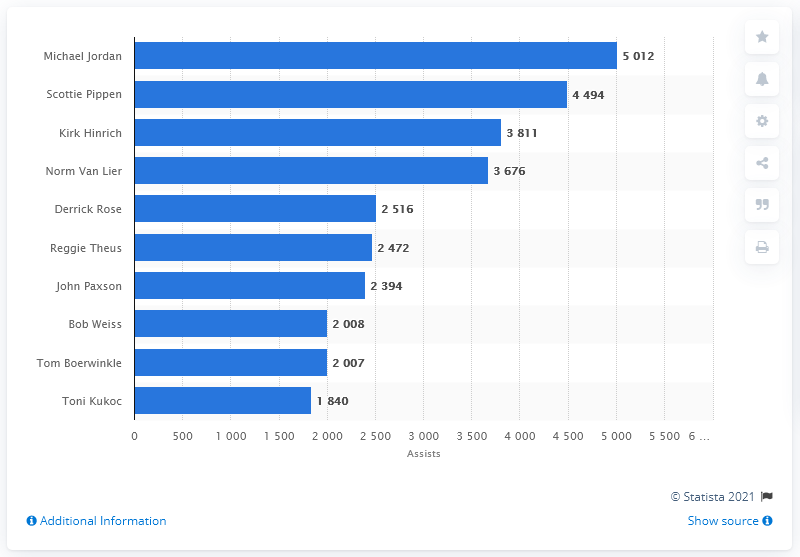 Michael Jordan 5 012
Scottie Pippen 4 494
Kirk Hinrich 3 811
Norm Van Lier 3 676
Derrick Rose 2 516
Reggie Theus 2 472
John Paxson 2 394
Bob Weiss 2 008
Tom Boerwinkle 2 007
Toni Kukoc 1 840
0 500 1 000 1 500 2 000 2 500 3 000 3 500 4 000 4 500 5 000 5 500 6 ...
Assists
© Statista 2021
Additional Information Show source